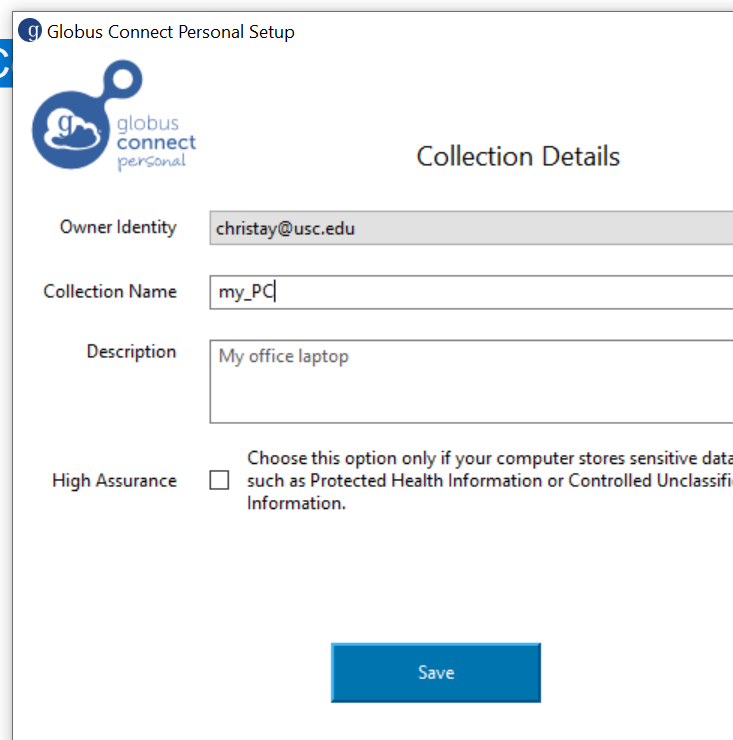 g Globus Connect Personal Setup
C
g globus
connect
personal
Collection Details
Owner Identity christay@usc.edu
Collection Name my_PC
Description My office laptop
Choose this option only if your computer stores sensitive data
High Assurance such as Protected Health Information or Controlled
Information.
Save